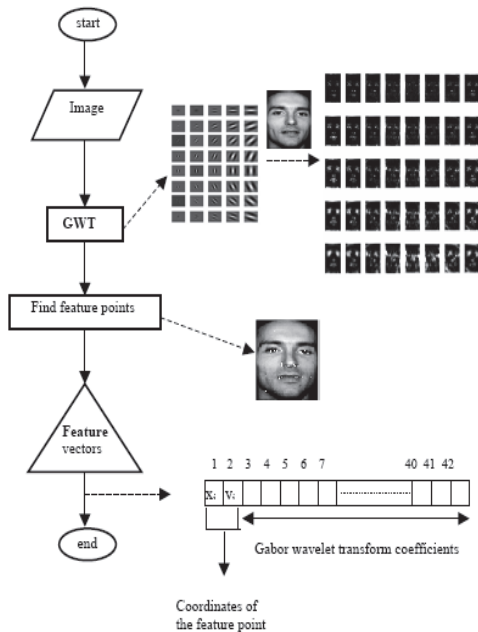 start
Image
GWT
Find feature points
Feature
vectors
1 2 3 4 5 6 7 40 41 42
Xi Vi
end
Gabor wavelet transform coefficients
Coordinates of
the feature point